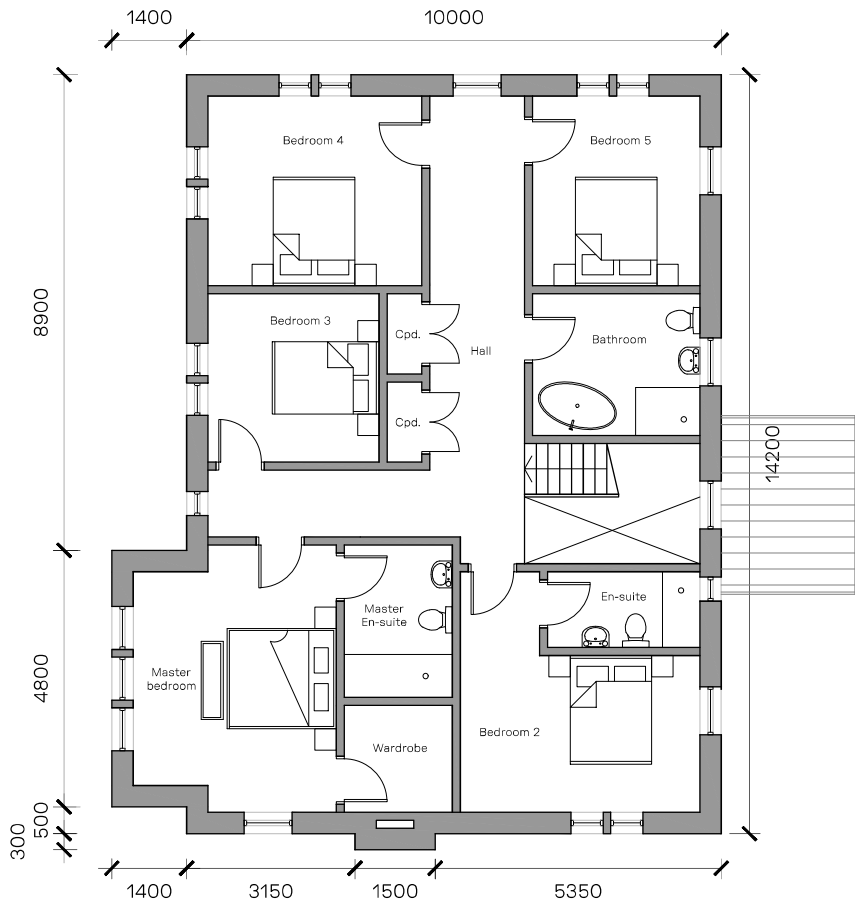 1400
10000
Bedroom 4
Bedroom 5
8900
Bedroom 3
Cpd.
Hall
Bathroom
Cpd.
14200
Master
En-suite
En-suite
4800
Master
bedroom
Bedroom 2
Wardrobe
500
300
1400
3150
1500
5350